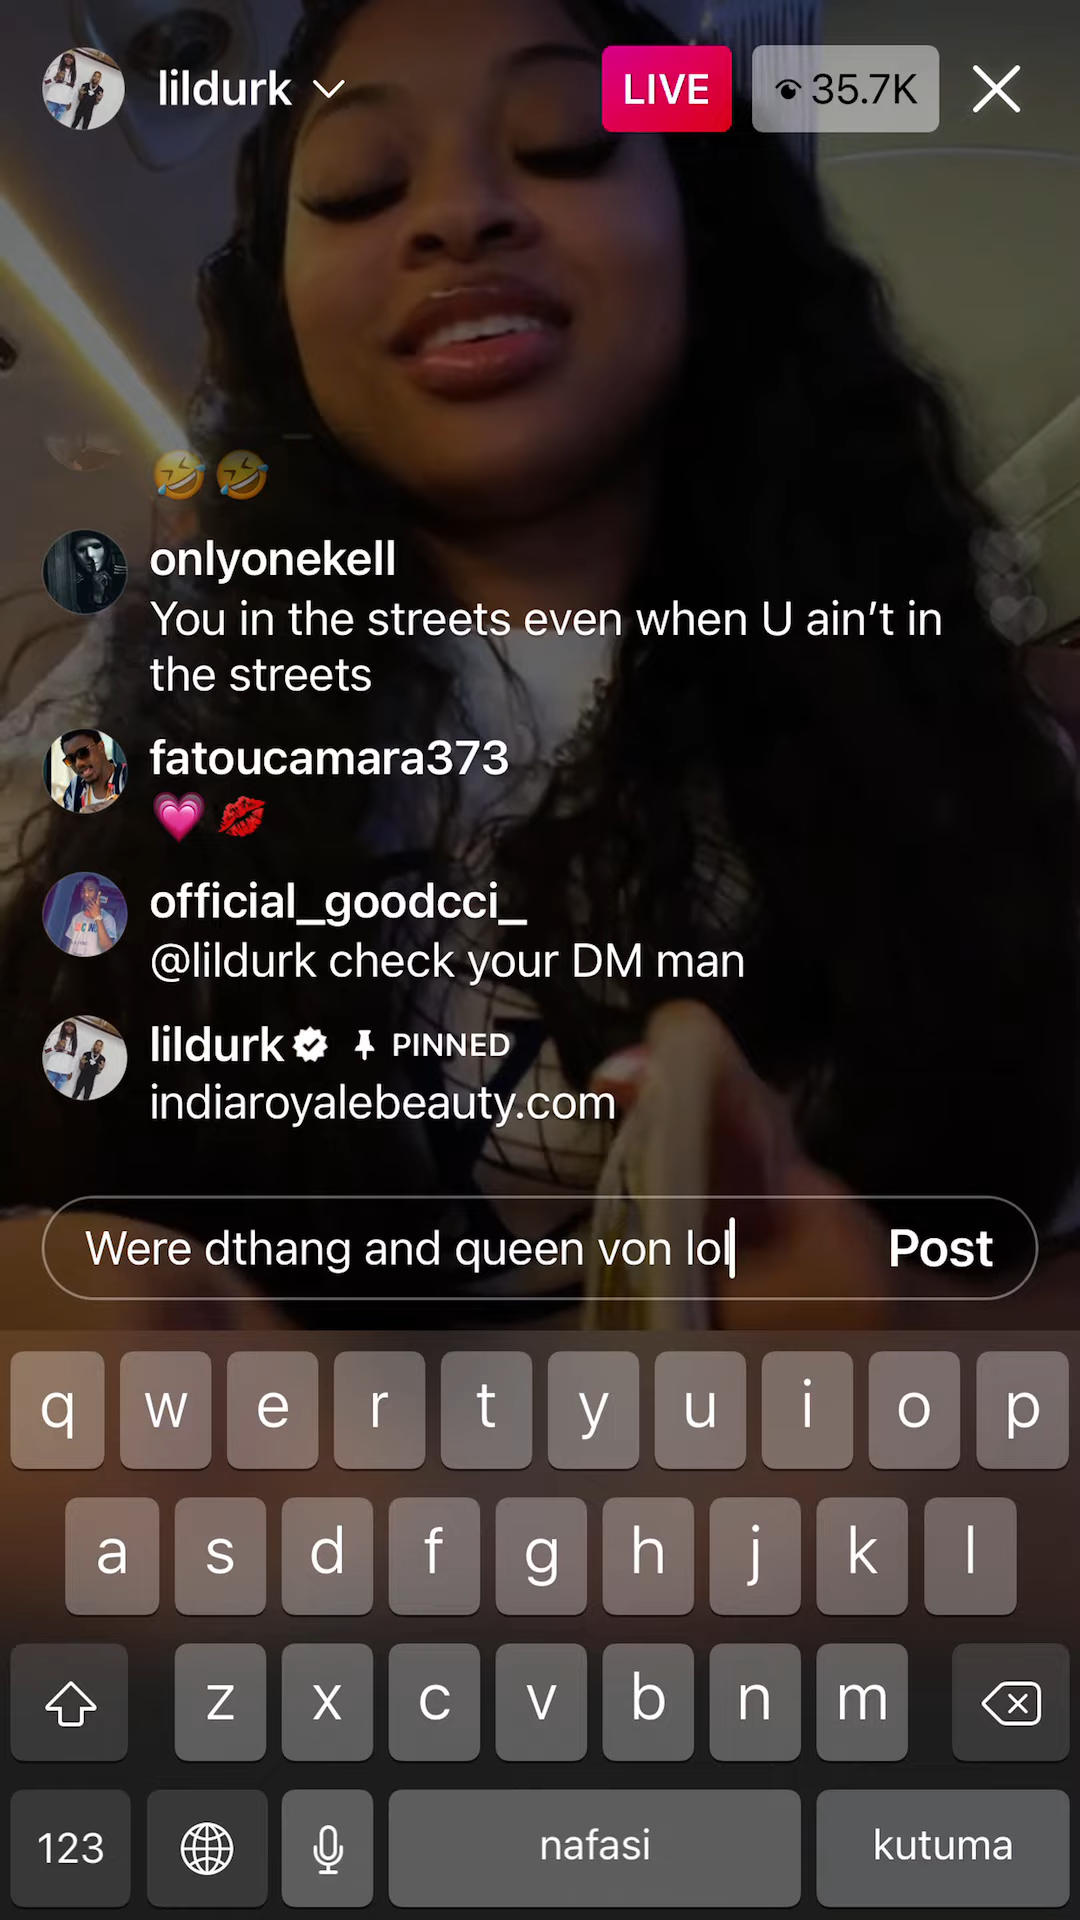 lildurk
LIVE
35.7K
🤣🤣
onlyonekell
You in the streets even when U ain’t in
the streets
fatoucamara373
💗💋
official_goodcci_
@lildurk check your DM man
lildurk PINNED
indiaroyalebeauty.com
Were dthang and queen von lol
Post
q w e r t y u i o p
a s d f g h j k l
z x c v b n m
123 nafasi kutuma